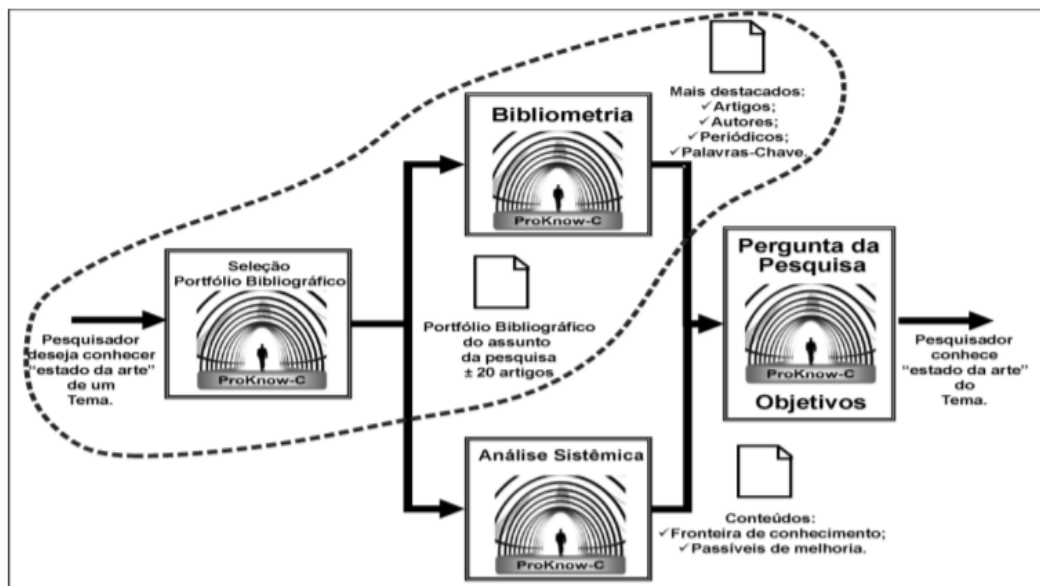 Pesquisador
deseja conhecer
“estado da arte”
de um
Tema.
Seleção
Portfólio Bibliográfico
ProKnow-C
Bibliometria
ProKnow-C
Mais destacados:
✓Artigos;
✓Autores;
✓Periódicos;
✓Palavras-Chave.
Portfólio Bibliográfico
do assunto
da pesquisa
± 20 artigos
Análise Sistêmica
ProKnow-C
Conteúdos:
✓Fronteira de conhecimento;
✓Passíveis de melhoria.
Pergunta da
Pesquisa
ProKnow-C
Objetivos
Pesquisador
conhece
“estado da arte”
do
Tema.